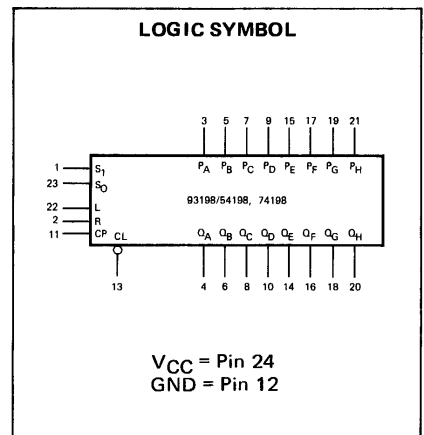 LOGIC SYMBOL
3 5 7 9 15 17 19 21
1 S1 PA PB PC PD PE PF PG PH
23 S0
93198/54198, 74198
22 L
2 R
11 CP CL QA QB QC QD QE QF QG QH
13 4 6 8 10 14 16 18 20
VCC = Pin 24
GND = Pin 12